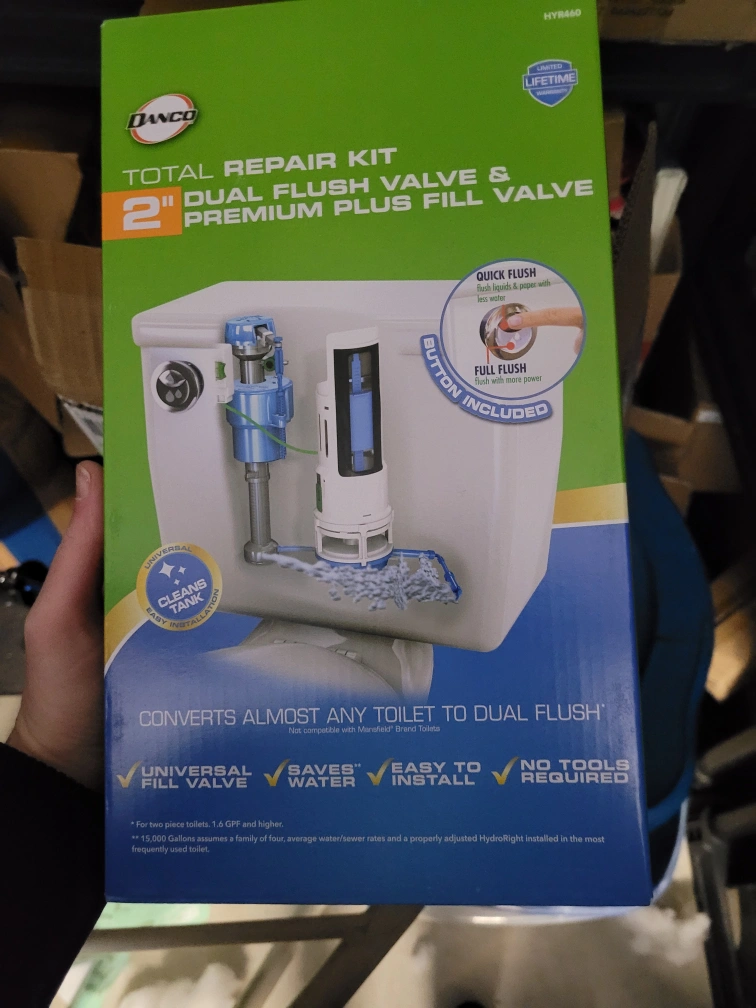 HYR460
LIMITED
LIFETIME
WARRANTY
DANCO
TOTAL REPAIR KIT
2" DUAL FLUSH VALVE &
PREMIUM PLUS FILL VALVE
QUICK FLUSH
flush liquids & paper with
less water
FULL FLUSH
flush with more power
BUTTON INCLUDED
UNIVERSAL
CLEANS
TANK
EASY INSTALLATION
CONVERTS ALMOST ANY TOILET TO DUAL FLUSH*
Not compatible with Mansfield® Brand Toilets
UNIVERSAL
FILL VALVE
SAVES**
WATER
EASY TO
INSTALL
NO TOOLS
REQUIRED
* For two piece toilets, 1.6 GPF and higher.
** 15,000 Gallons assumes a family of four, average water/sewer rates and a properly adjusted HydroRight installed in the most
frequently used toilet.